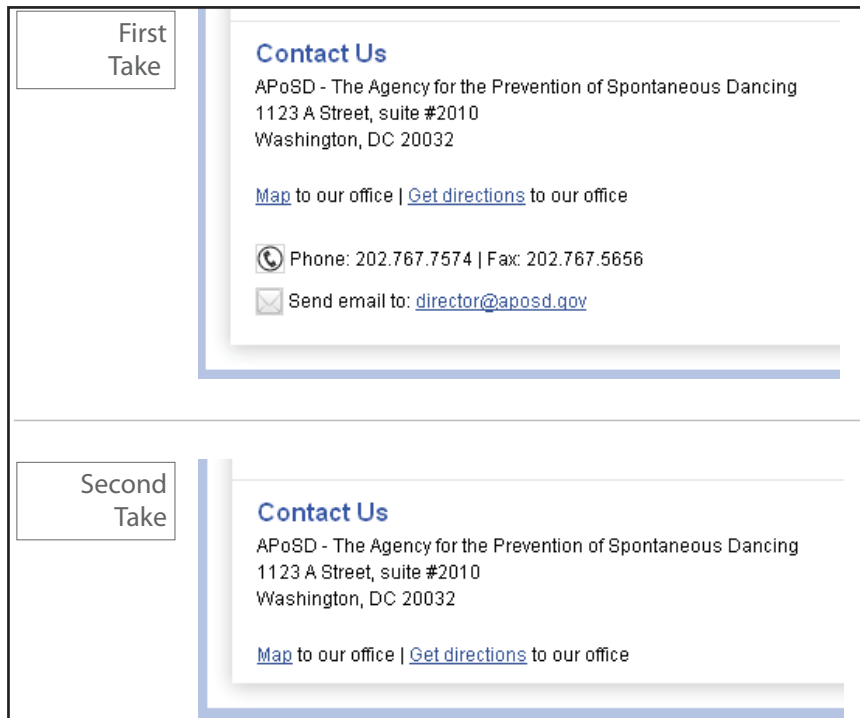 First
Take
Contact Us
APoSD - The Agency for the Prevention of Spontaneous Dancing
1123 A Street, suite #2010
Washington, DC 20032
Map to our office | Get directions to our office
Phone: 202.767.7574 | Fax: 202.767.5656
Send email to: director@aposd.gov
Second
Take
Contact Us
APoSD - The Agency for the Prevention of Spontaneous Dancing
1123 A Street, suite #2010
Washington, DC 20032
Map to our office | Get directions to our office